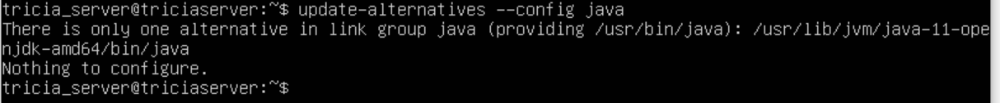 tricia_server@triciaserver:~$ update-alternatives --config java
There is only one alternative in link group java (providing /usr/bin/java): /usr/lib/jvm/java-11-ope
njdk-amd64/bin/java
Nothing to configure.
tricia_server@triciaserver:~$